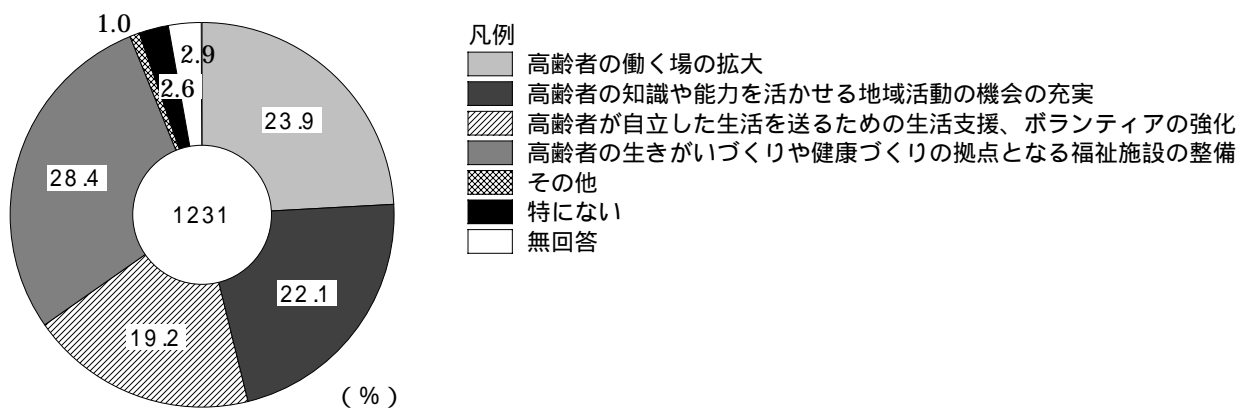 1.0
2.9
2.6
23.9
28.4
1231
22.1
19.2
(%)
凡例
高齢者の働く場の拡大
高齢者の知識や能力を活かせる地域活動の機会の充実
高齢者が自立した生活を送るための生活支援、ボランティアの強化
高齢者の生きがいづくりや健康づくりの拠点となる福祉施設の整備
その他
特にない
無回答